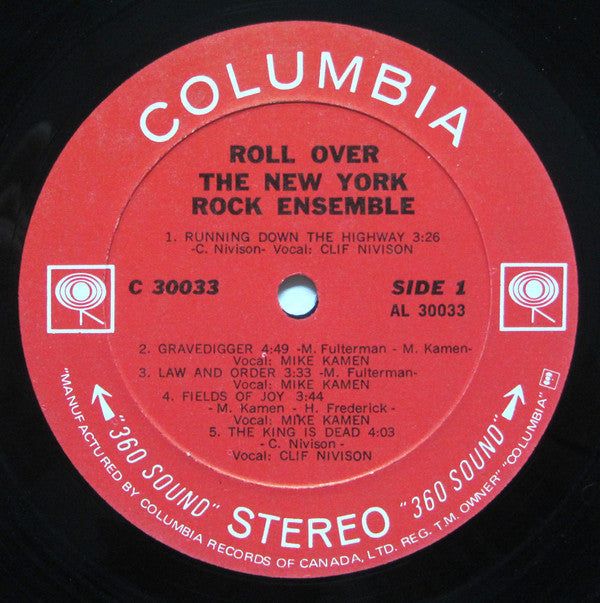 COLUMBIA
ROLL OVER
THE NEW YORK
ROCK ENSEMBLE
1. RUNNING DOWN THE HIGHWAY 3:26
-C. Nivison- Vocal: CLIF NIVISON
C 30033
SIDE 1
AL 30033
2. GRAVEDIGGER 4:49 -M. Fulterman - M. Kamen-
Vocal: MIKE KAMEN
3. LAW AND ORDER 3:33 -M. Fulterman-
Vocal: MIKE KAMEN
4. FIELDS OF JOY 3:44
- M. Kamen - H. Frederick -
Vocal: MIKE KAMEN
5. THE KING IS DEAD 4:03
- C. Nivison -
Vocal: CLIF NIVISON
"360 SOUND" STEREO "360 SOUND"
"MANUFACTURED BY COLUMBIA RECORDS OF CANADA, LTD. REG. T.M. OWNER" "COLUMBIA"